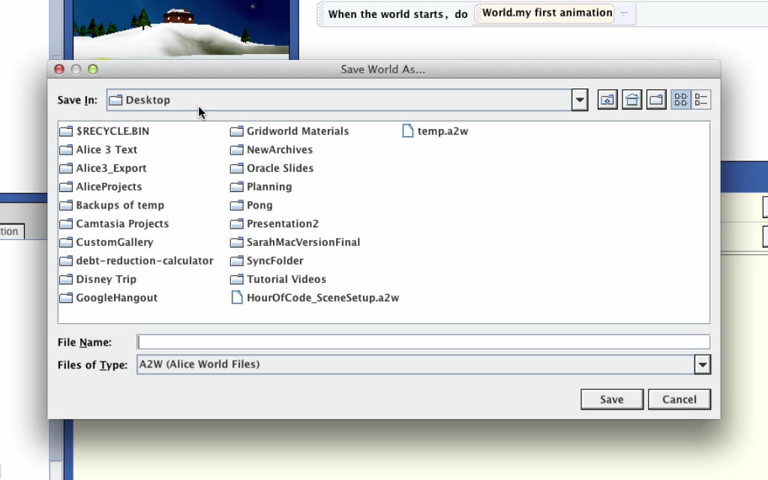 When the world starts, do World.my first animation
Save World As...
Save In: Desktop
$RECYCLE.BIN
Alice 3 Text
Alice3_Export
AliceProjects
Backups of temp
Camtasia Projects
CustomGallery
debt-reduction-calculator
Disney Trip
GoogleHangout
Gridworld Materials
NewArchives
Oracle Slides
Planning
Pong
Presentation2
SarahMacVersionFinal
SyncFolder
Tutorial Videos
HourOfCode_SceneSetup.a2w
temp.a2w
tion
File Name:
Files of Type: A2W (Alice World Files)
Save Cancel